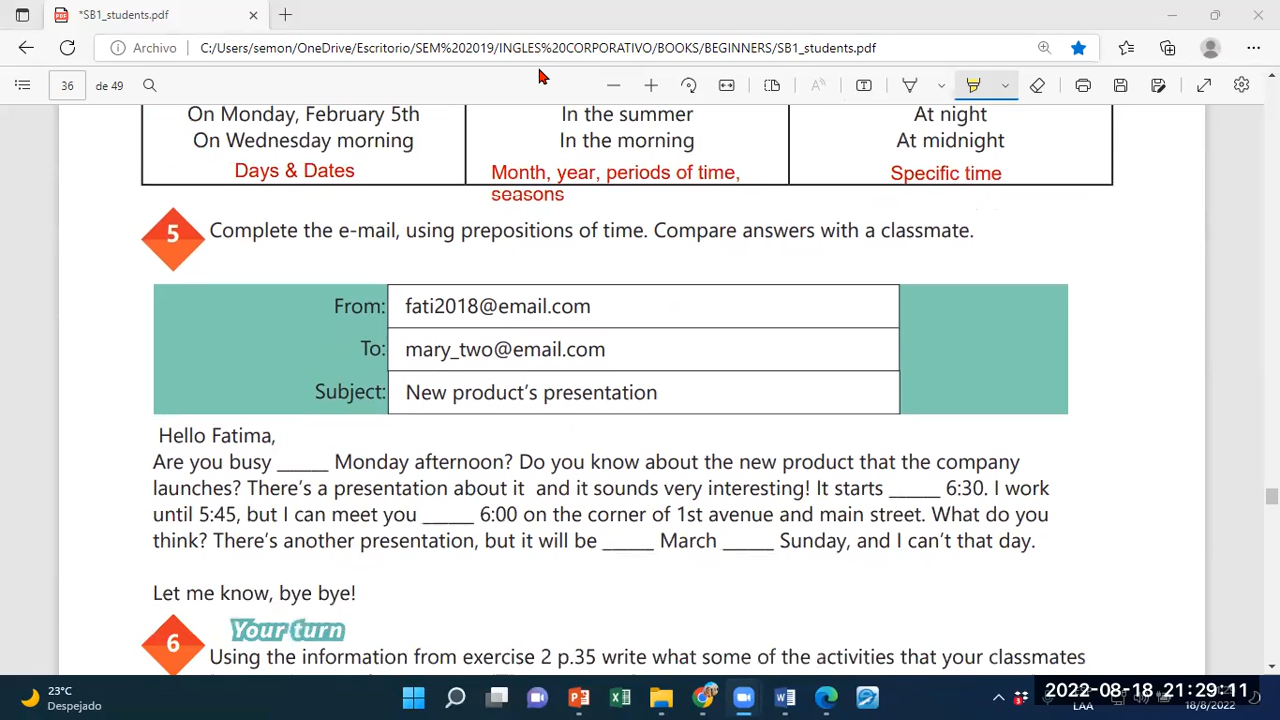 *SB1_students.pdf
Archivo C:/Users/semon/OneDrive/Escritorio/SEM%202019/INGLES%20CORPORATIVO/BOOKS/BEGINNERS/SB1_students.pdf
36 de 49
On Monday, February 5th In the summer At night
On Wednesday morning In the morning At midnight
Days & Dates Month, year, periods of time, Specific time
seasons
5 Complete the e-mail, using prepositions of time. Compare answers with a classmate.
From: fati2018@email.com
To: mary_two@email.com
Subject: New product's presentation
Hello Fatima,
Are you busy _____ Monday afternoon? Do you know about the new product that the company
launches? There's a presentation about it and it sounds very interesting! It starts _____ 6:30. I work
until 5:45, but I can meet you _____ 6:00 on the corner of 1st avenue and main street. What do you
think? There's another presentation, but it will be _____ March _____ Sunday, and I can't that day.
Let me know, bye bye!
Your turn
6 Using the information from exercise 2 p.35 write what some of the activities that your classmates
23°C
Despejado
2022-08-18 21:29:11
LAA 18/8/2022